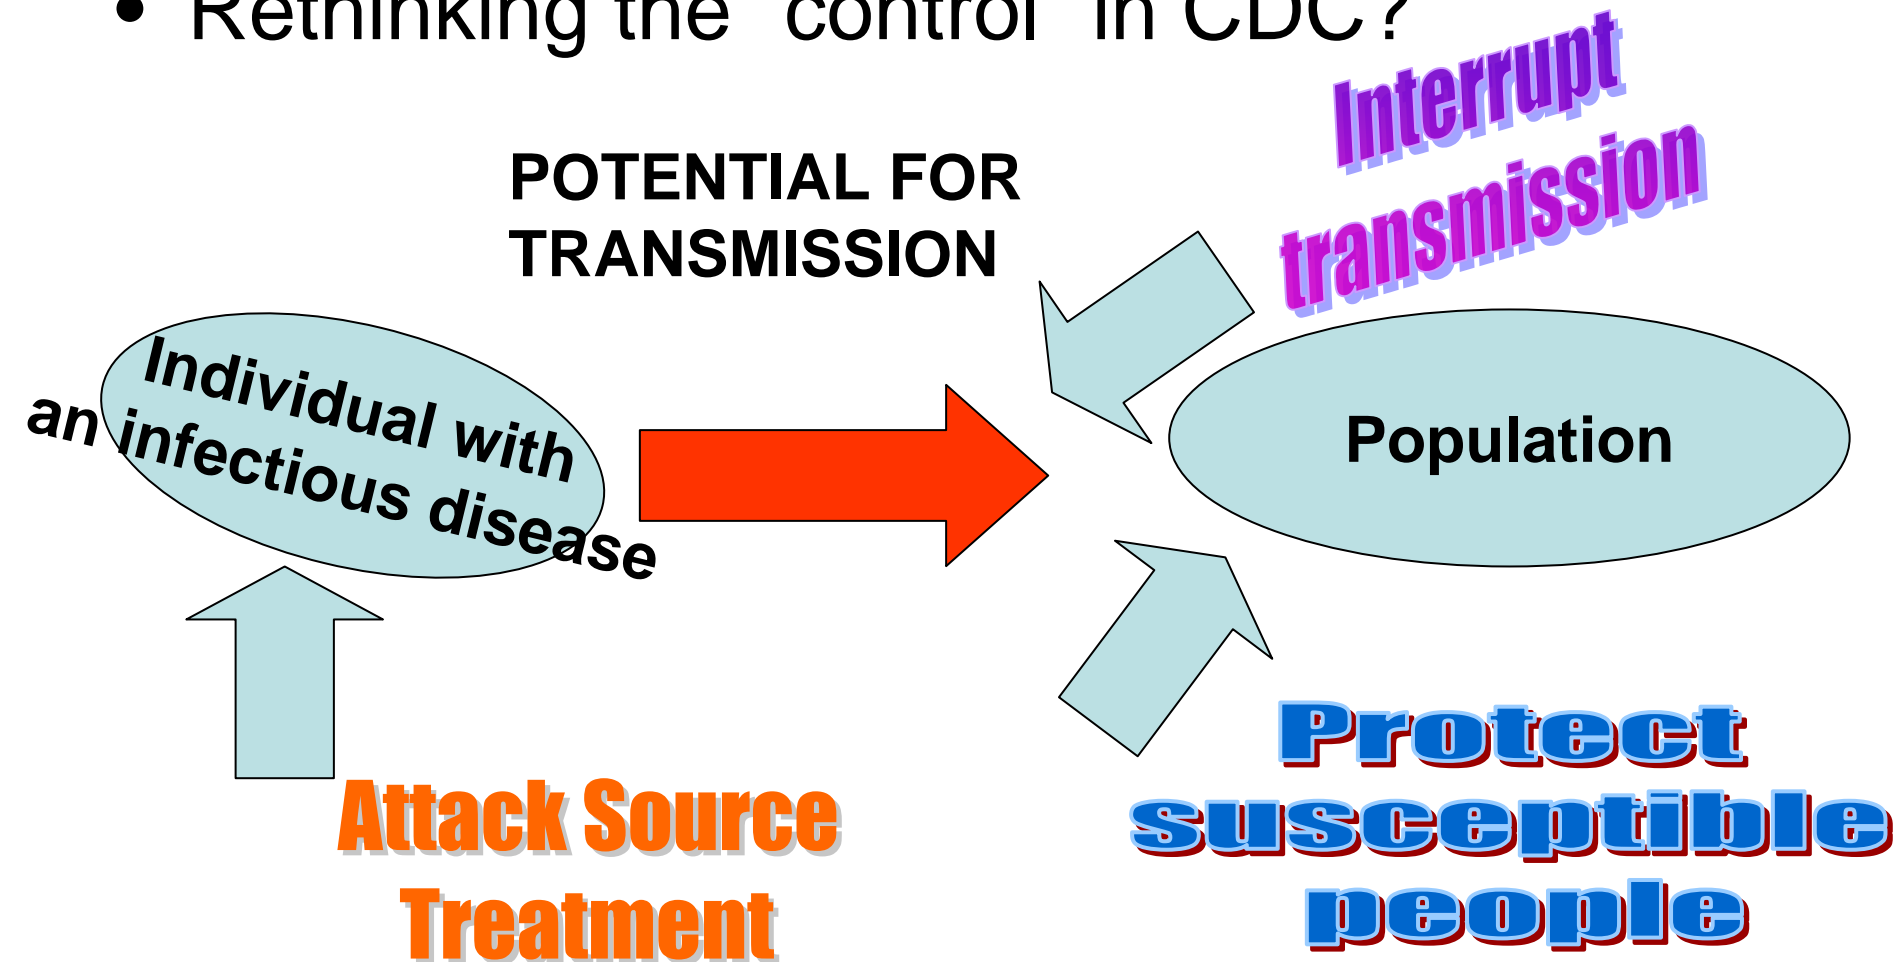 • Rethinking the "control" in CDC?
Interrupt
transmission
POTENTIAL FOR
TRANSMISSION
Individual with
an infectious disease
Population
Attack Source
Treatment
Protect
susceptible
people